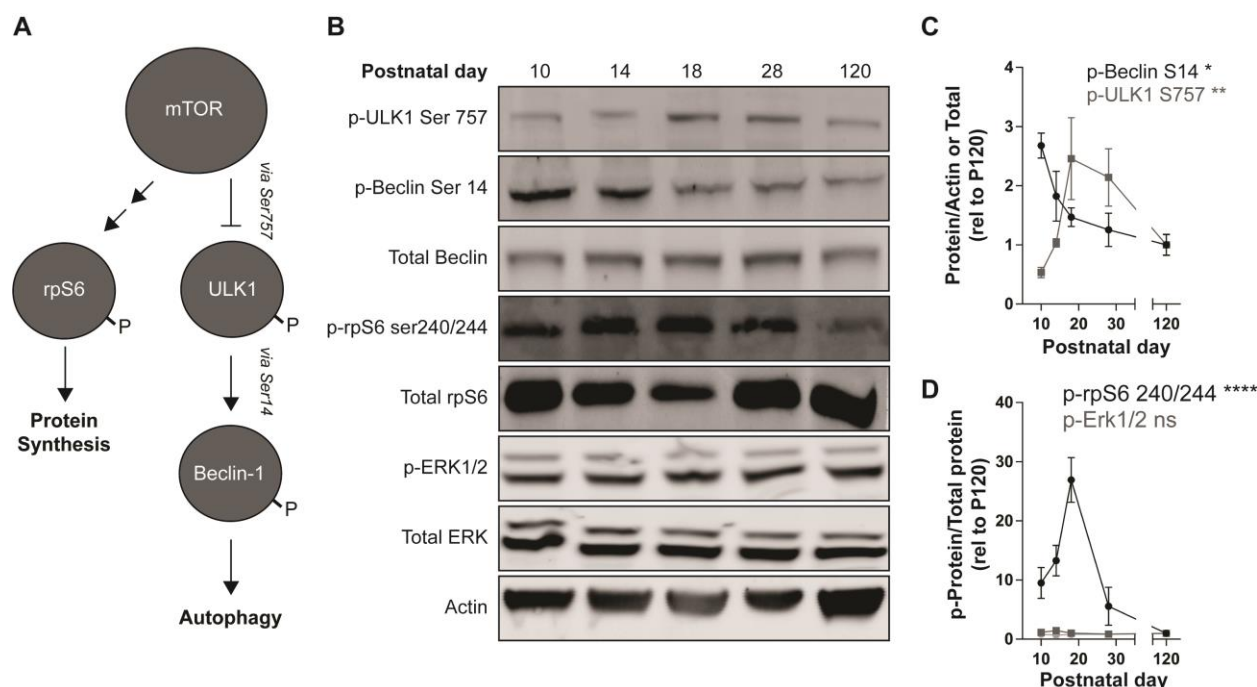 A
mTOR
via Ser757
rpS6
P
ULK1
P
via Ser14
Protein
Synthesis
Beclin-1
P
Autophagy
B
Postnatal day
10 14 18 28 120
p-ULK1 Ser 757
p-Beclin Ser 14
Total Beclin
p-rpS6 ser240/244
Total rpS6
p-ERK1/2
Total ERK
Actin
C
p-Beclin S14 *
p-ULK1 S757 **
Protein/Actin or Total
(rel to P120)
4
3
2
1
0
10 20 30 120
Postnatal day
D
p-rpS6 240/244 ****
p-Erk1/2 ns
p-Protein/Total protein
(rel to P120)
40
30
20
10
0
10 20 30 120
Postnatal day